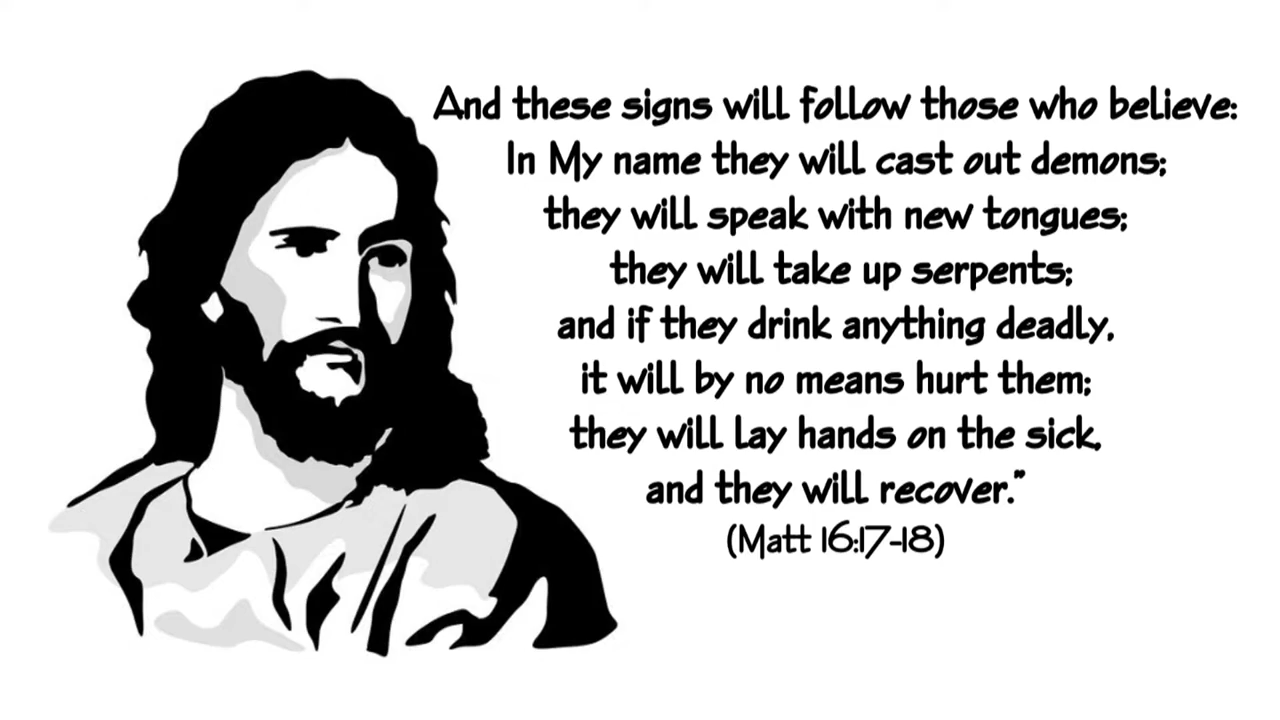 And these signs will follow those who believe:
In My name they will cast out demons;
they will speak with new tongues;
they will take up serpents;
and if they drink anything deadly,
it will by no means hurt them;
they will lay hands on the sick,
and they will recover.”
(Matt 16:17-18)